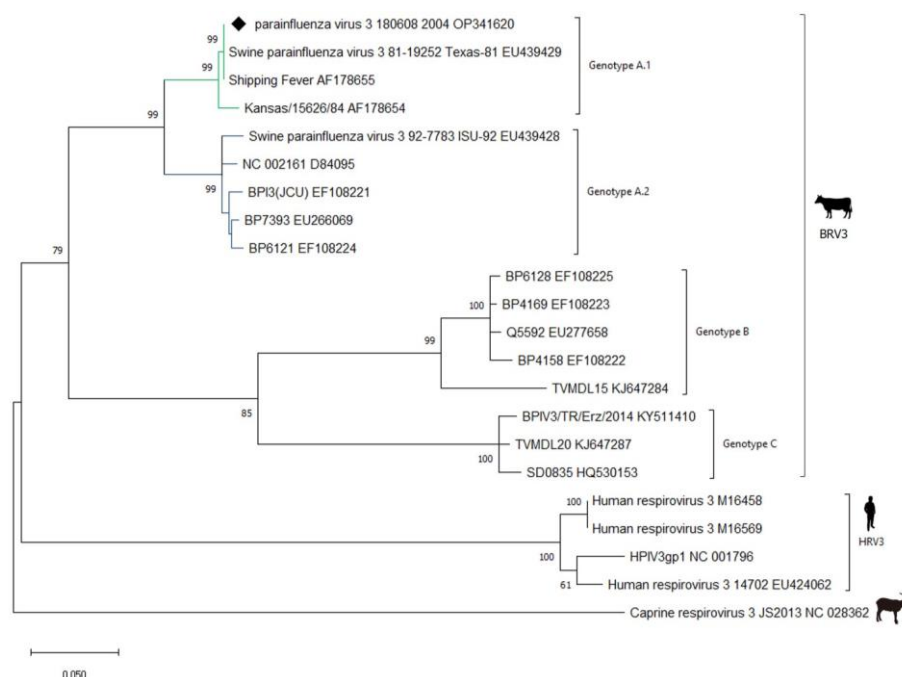 parainfluenza virus 3 180608 2004 OP341620
99
Swine parainfluenza virus 3 81-19252 Texas-81 EU439429
Genotype A.1
99
Shipping Fever AF178655
99
Kansas/15626/84 AF178654
Swine parainfluenza virus 3 92-7783 ISU-92 EU439428
NC 002161 D84095
99
BPI3(JCU) EF108221
Genotype A.2
BP7393 EU266069
BRV3
79
BP6121 EF108224
BP6128 EF108225
100
BP4169 EF108223
Q5592 EU277658
Genotype B
99
BP4158 EF108222
TVMDL15 KJ647284
85
BPIV3/TR/Erz/2014 KY511410
TVMDL20 KJ647287
Genotype C
100
SD0835 HQ530153
100
Human respirovirus 3 M16458
Human respirovirus 3 M16569
HRV3
100
HPIV3gp1 NC 001796
61
Human respirovirus 3 14702 EU424062
Caprine respirovirus 3 JS2013 NC 028362
0.050